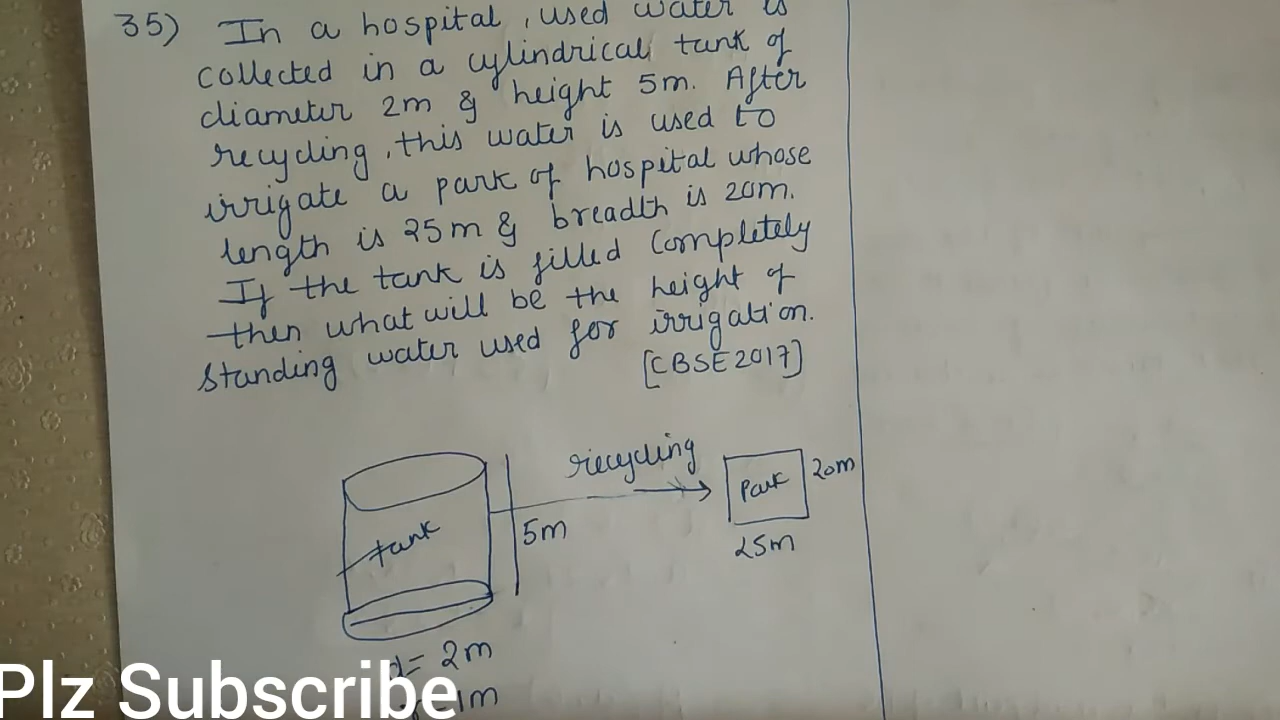 35) In a hospital, used water is
collected in a cylindrical tank of
diameter 2m & height 5m. After
recycling, this water is used to
irrigate a park of hospital whose
length is 25m & breadth is 20m.
If the tank is filled completely
then what will be the height of
standing water used for irrigation.
[CBSE 2017]
recycling
tank
5m
Park
20m
25m
d = 2m
= 1m
Plz Subscribe